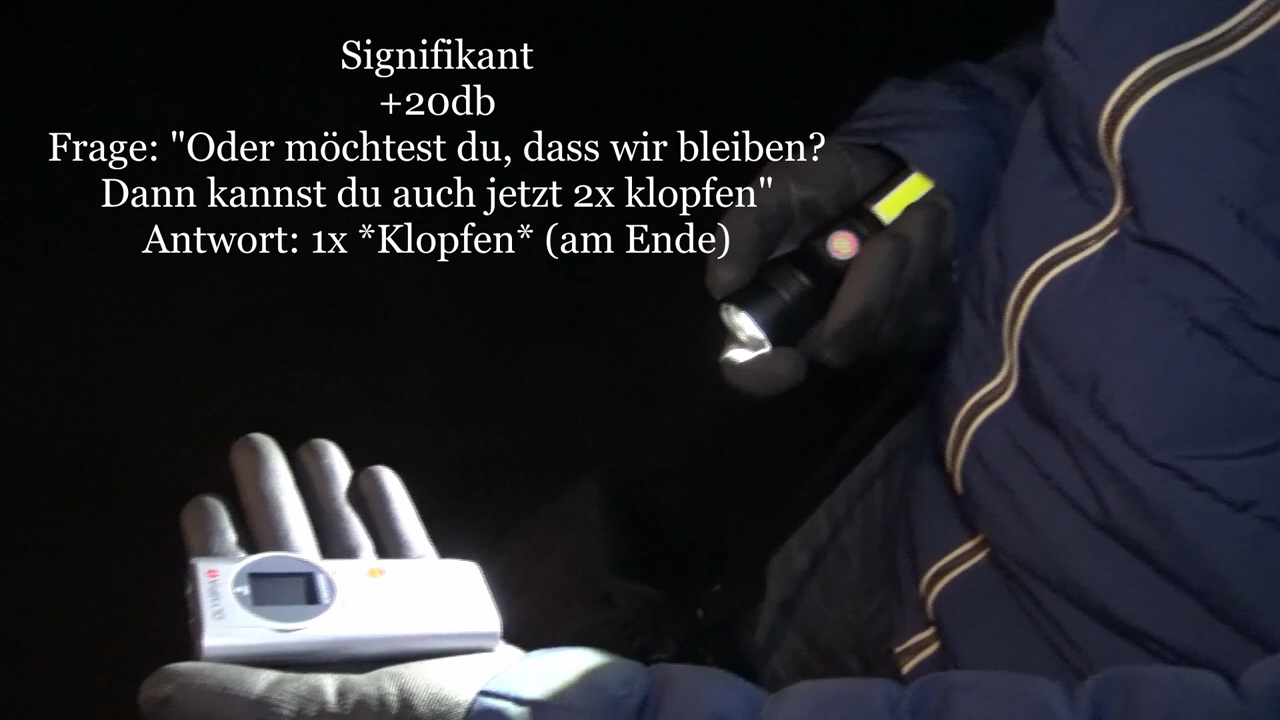 Signifikant
+20db
Frage: "Oder möchtest du, dass wir bleiben?
Dann kannst du auch jetzt 2x klopfen"
Antwort: 1x *Klopfen* (am Ende)